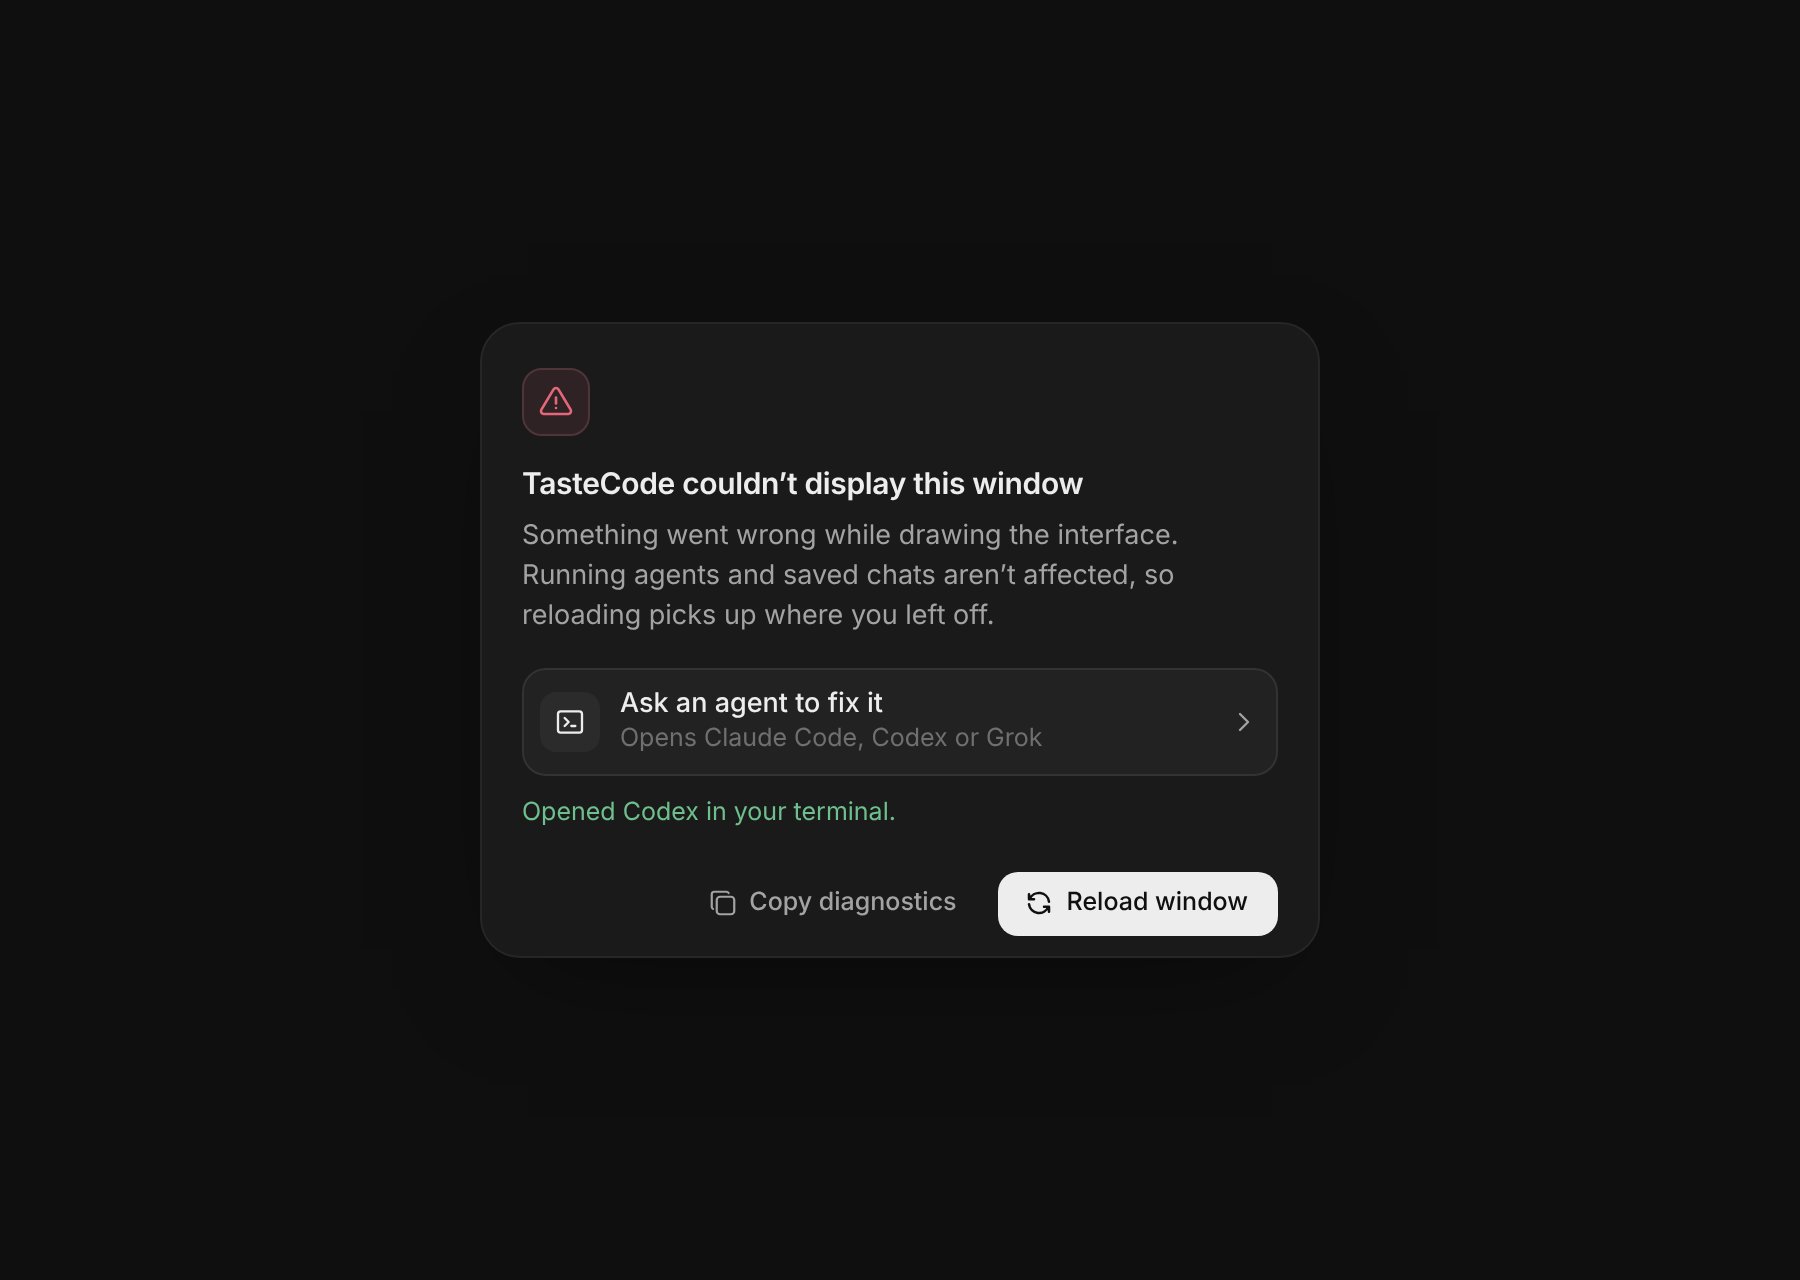 TasteCode couldn’t display this window
Something went wrong while drawing the interface.
Running agents and saved chats aren’t affected, so
reloading picks up where you left off.
Ask an agent to fix it
Opens Claude Code, Codex or Grok
Opened Codex in your terminal.
Copy diagnostics
Reload window